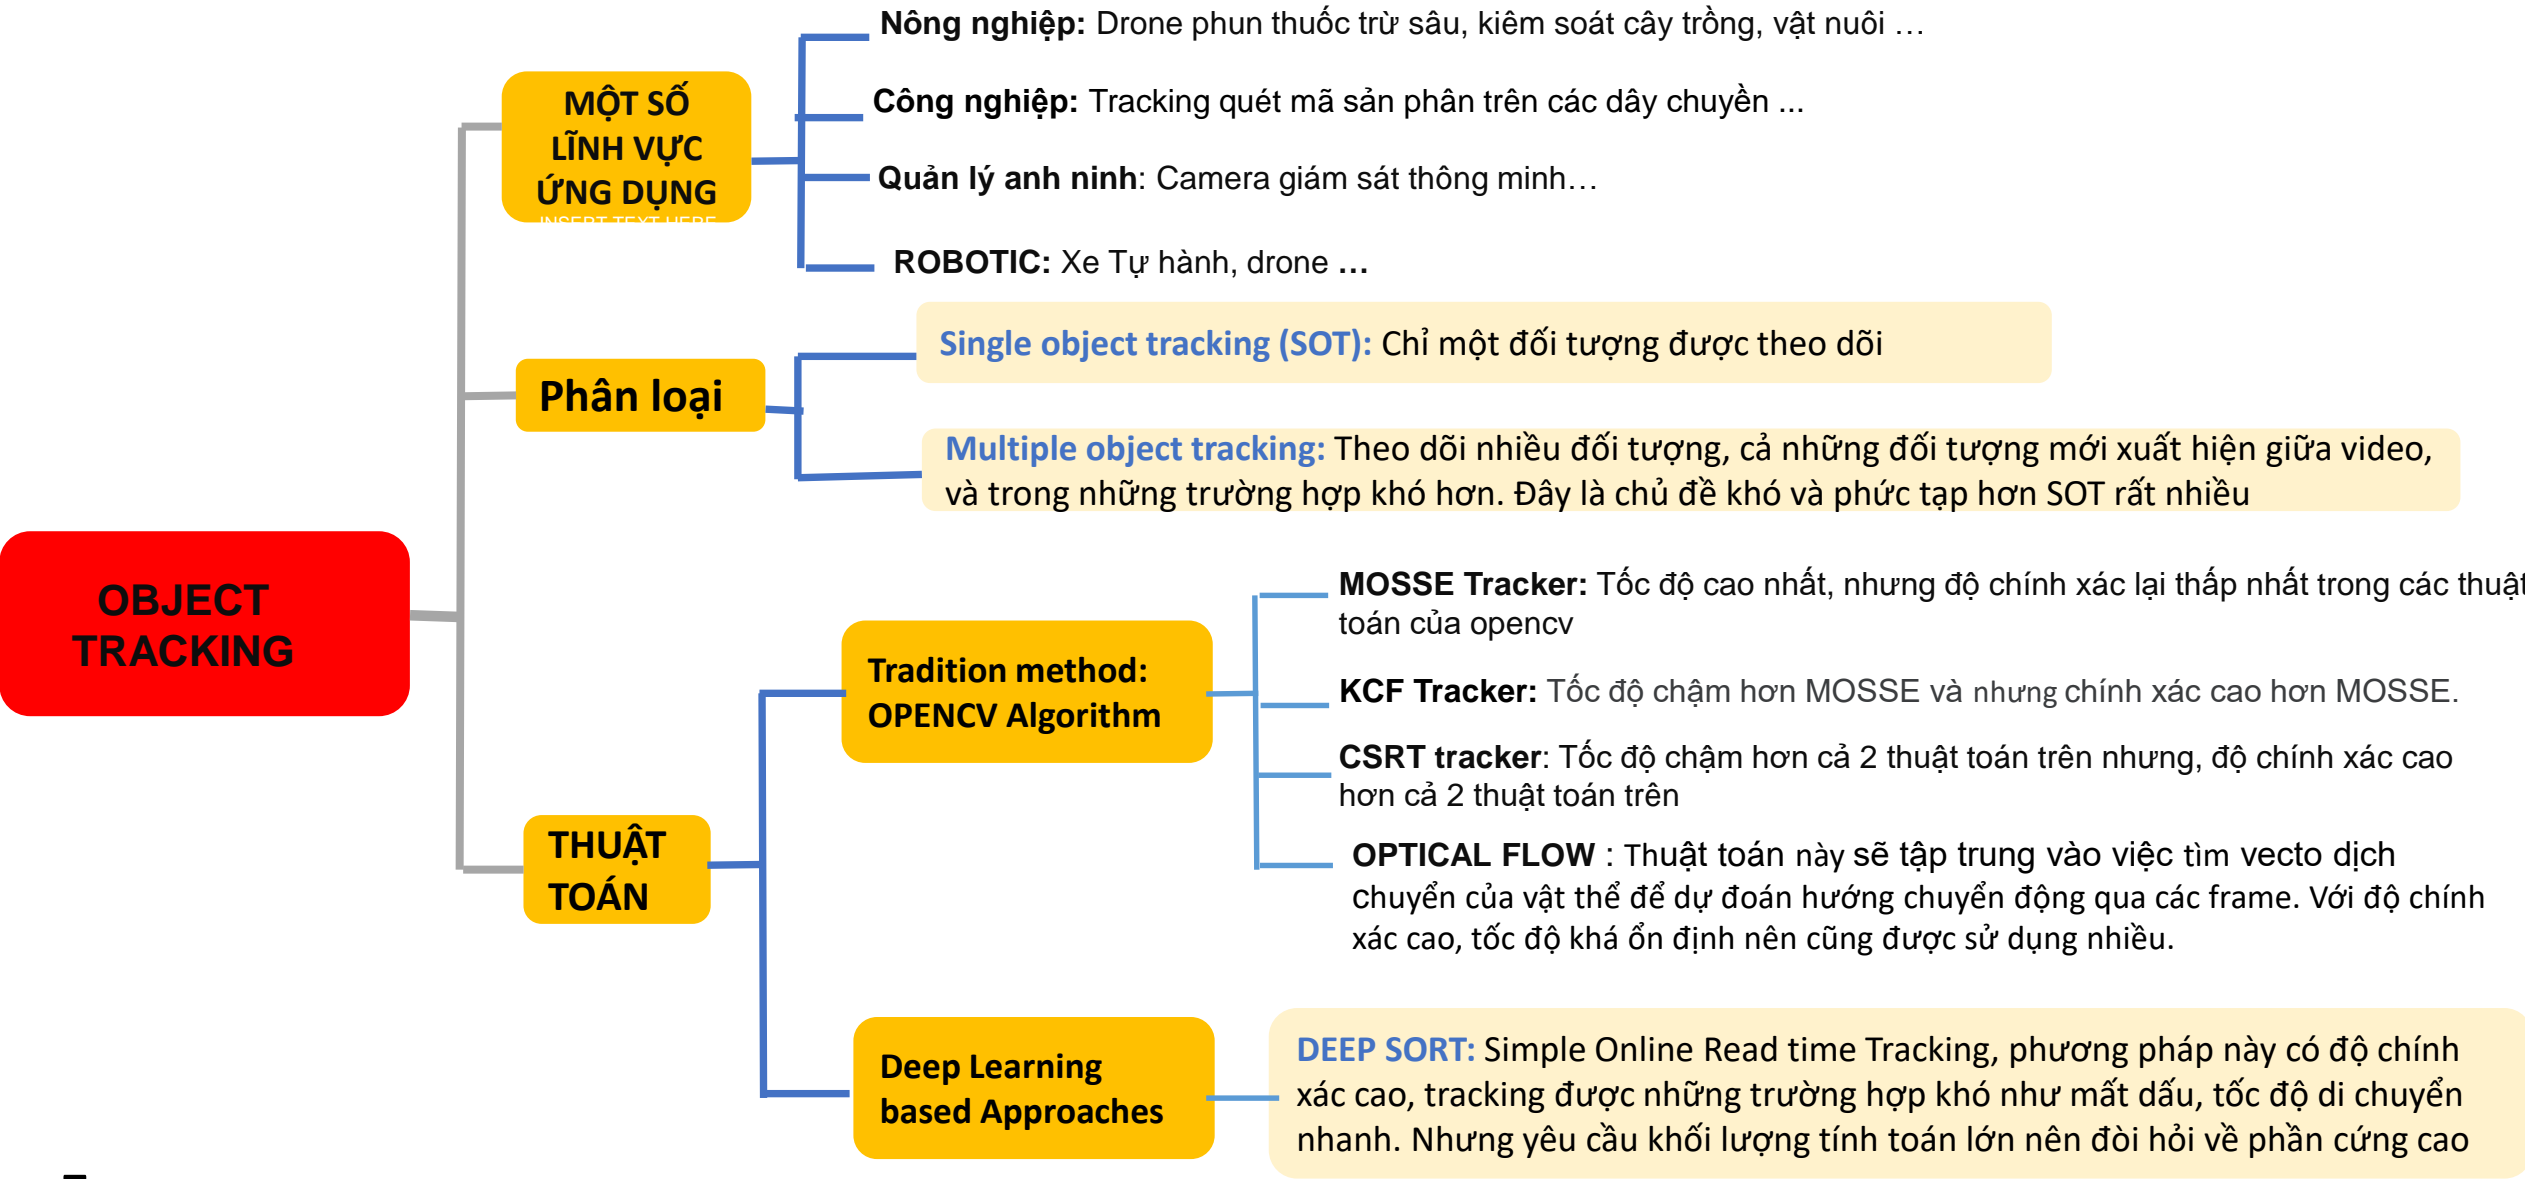 Nông nghiệp: Drone phun thuốc trừ sâu, kiêm soát cây trồng, vật nuôi …
MỘT SỐ
LĨNH VỰC
ỨNG DỤNG
INSERT TEXT HERE
Công nghiệp: Tracking quét mã sản phân trên các dây chuyền ...
Quản lý anh ninh: Camera giám sát thông minh…
ROBOTIC: Xe Tự hành, drone …
Phân loại
Single object tracking (SOT): Chỉ một đối tượng được theo dõi
Multiple object tracking: Theo dõi nhiều đối tượng, cả những đối tượng mới xuất hiện giữa video,
và trong những trường hợp khó hơn. Đây là chủ đề khó và phức tạp hơn SOT rất nhiều
OBJECT
TRACKING
THUẬT
TOÁN
Tradition method:
OPENCV Algorithm
MOSSE Tracker: Tốc độ cao nhất, nhưng độ chính xác lại thấp nhất trong các thuật
toán của opencv
KCF Tracker: Tốc độ chậm hơn MOSSE và nhưng chính xác cao hơn MOSSE.
CSRT tracker: Tốc độ chậm hơn cả 2 thuật toán trên nhưng, độ chính xác cao
hơn cả 2 thuật toán trên
OPTICAL FLOW : Thuật toán này sẽ tập trung vào việc tìm vecto dịch
chuyển của vật thể để dự đoán hướng chuyển động qua các frame. Với độ chính
xác cao, tốc độ khá ổn định nên cũng được sử dụng nhiều.
Deep Learning
based Approaches
DEEP SORT: Simple Online Read time Tracking, phương pháp này có độ chính
xác cao, tracking được những trường hợp khó như mất dấu, tốc độ di chuyển
nhanh. Nhưng yêu cầu khối lượng tính toán lớn nên đòi hỏi về phần cứng cao